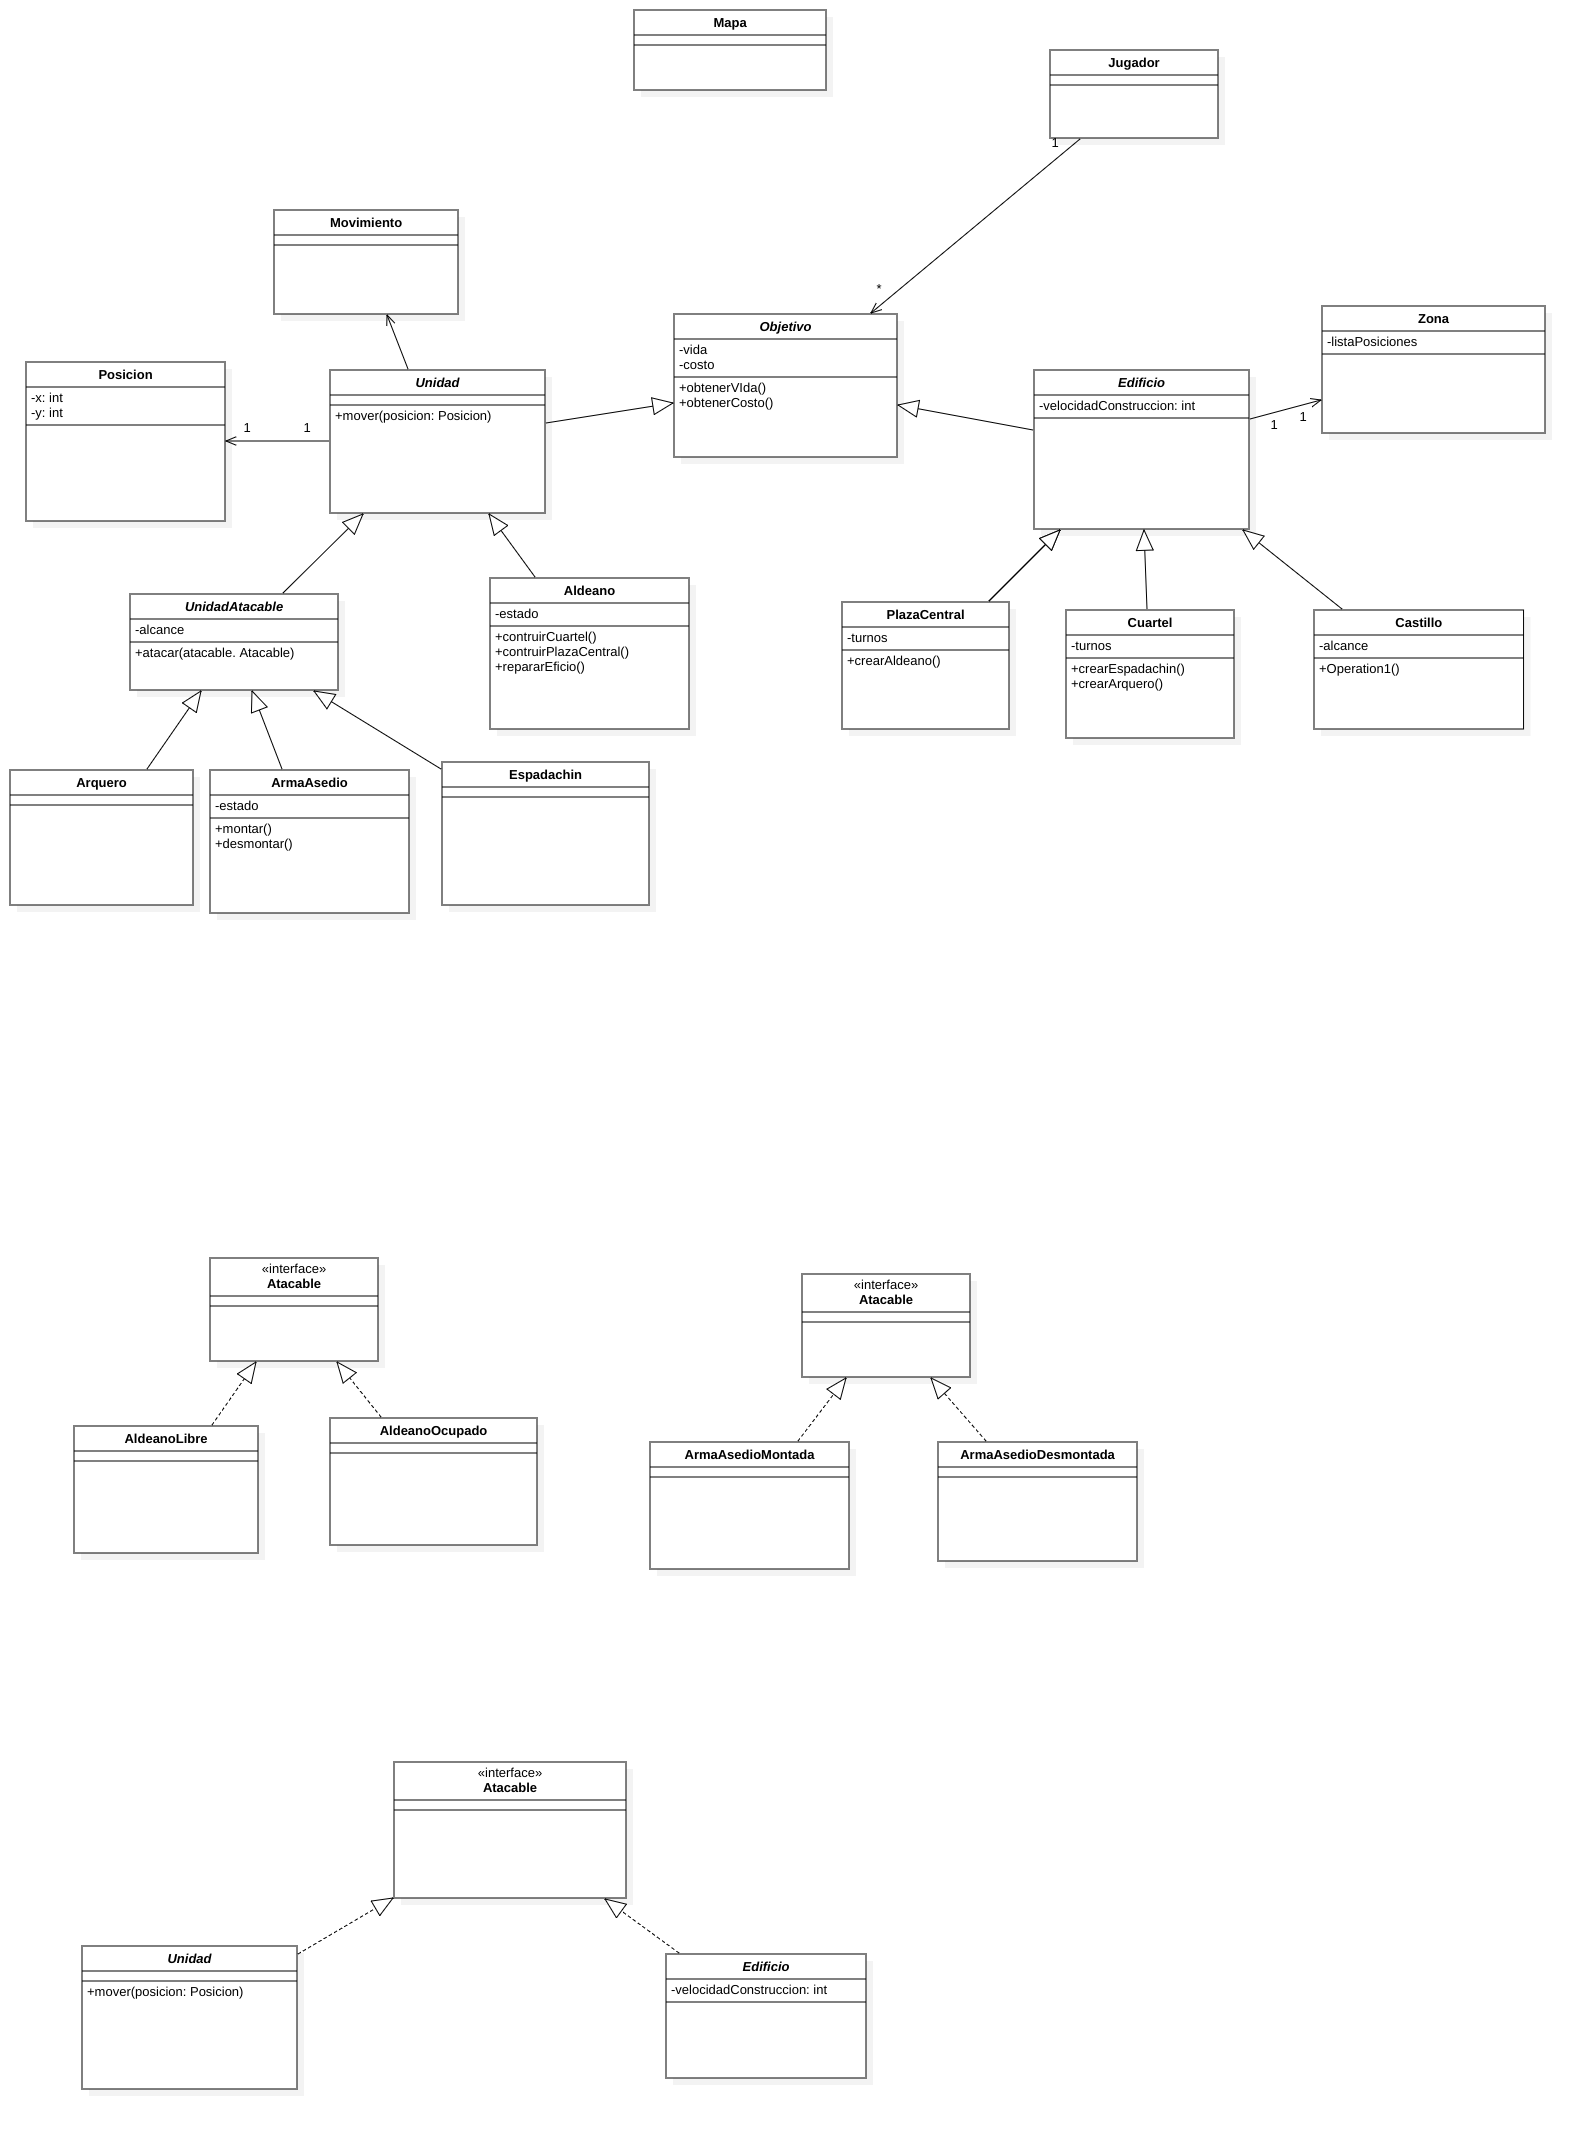 Mapa
Jugador
1
*
Movimiento
Objetivo
-vida
-costo
+obtenerVIda()
+obtenerCosto()
Zona
-listaPosiciones
Posicion
-x: int
-y: int
1
1
Unidad
+mover(posicion: Posicion)
Edificio
-velocidadConstruccion: int
1
1
UnidadAtacable
-alcance
+atacar(atacable. Atacable)
Aldeano
-estado
+contruirCuartel()
+contruirPlazaCentral()
+repararEficio()
PlazaCentral
-turnos
+crearAldeano()
Cuartel
-turnos
+crearEspadachin()
+crearArquero()
Castillo
-alcance
+Operation1()
Arquero
ArmaAsedio
-estado
+montar()
+desmontar()
Espadachin
«interface»
Atacable
«interface»
Atacable
AldeanoLibre
AldeanoOcupado
ArmaAsedioMontada
ArmaAsedioDesmontada
«interface»
Atacable
Unidad
+mover(posicion: Posicion)
Edificio
-velocidadConstruccion: int